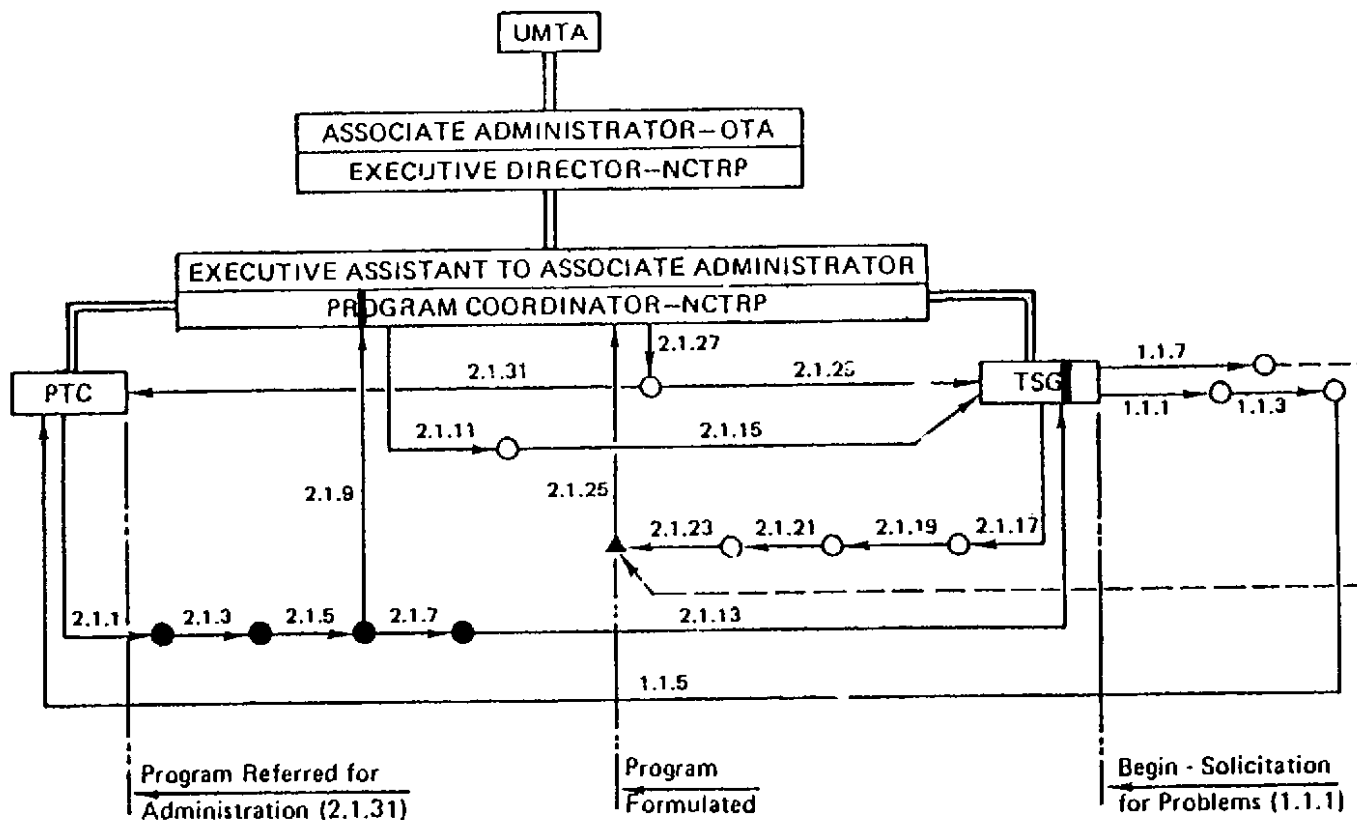 UMTA
ASSOCIATE ADMINISTRATOR–OTA
EXECUTIVE DIRECTOR–NCTRP
EXECUTIVE ASSISTANT TO ASSOCIATE ADMINISTRATOR
PROGRAM COORDINATOR–NCTRP
2.1.27
1.1.7
2.1.31
2.1.25
PTC
TSG
1.1.1
1.1.3
2.1.11
2.1.15
2.1.9
2.1.25
2.1.23
2.1.21
2.1.19
2.1.17
2.1.1
2.1.3
2.1.5
2.1.7
2.1.13
1.1.5
Program Referred for
Administration (2.1.31)
Program
Formulated
Begin - Solicitation
for Problems (1.1.1)